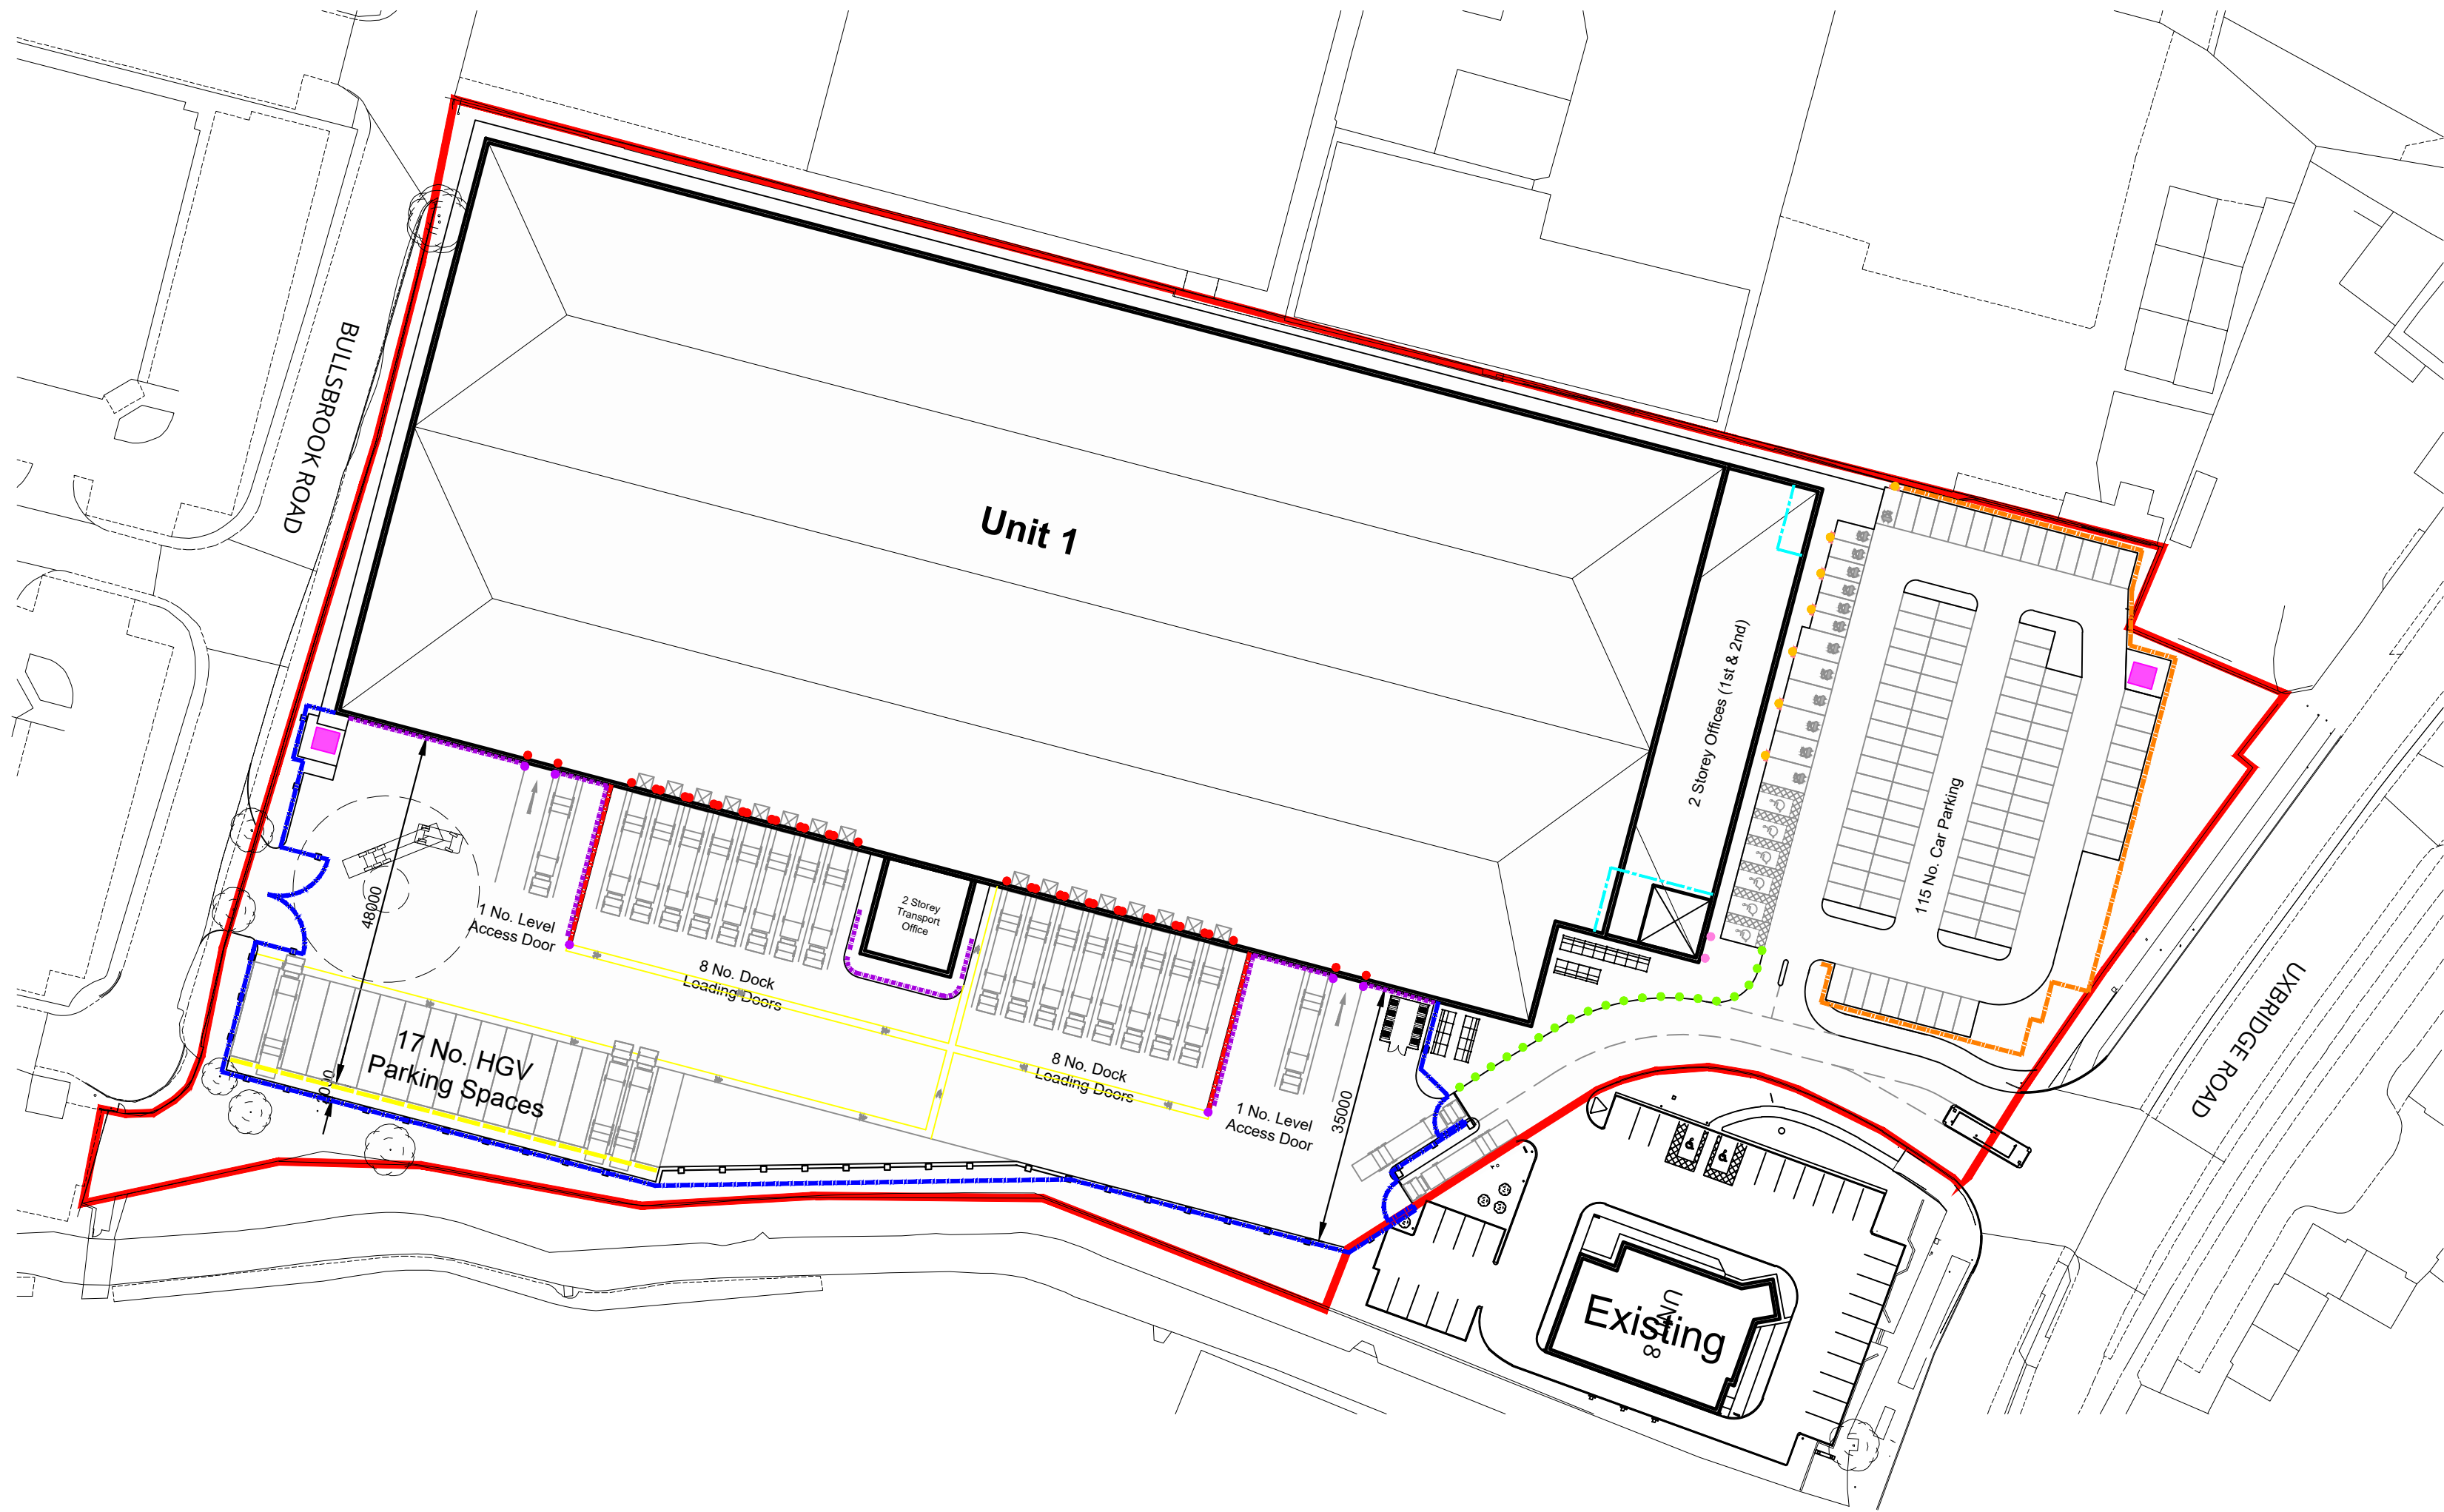 BULLSBROOK ROAD
Unit 1
2 Storey Offices (1st & 2nd)
115 No. Car Parking
48000
1 No. Level
Access Door
2 Storey
Transport
Office
8 No. Dock
Loading Doors
17 No. HGV
Parking Spaces
8 No. Dock
Loading Doors
1 No. Level
Access Door
35000
UXBRIDGE ROAD
Existing